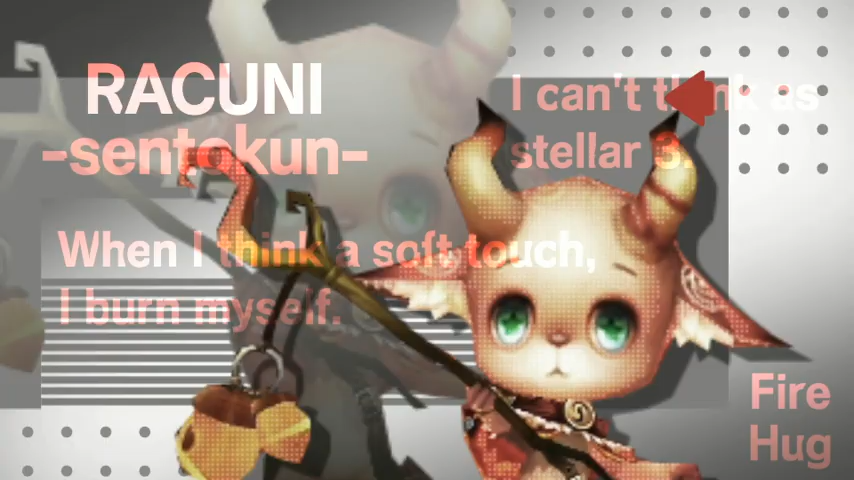 RACUNI
-sentokun-
I can't think as
stellar 3.
When I think a soft touch,
I burn myself.
Fire
Hug